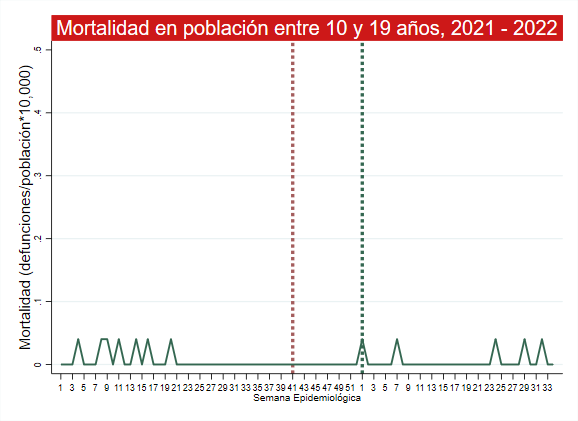 Mortalidad en población entre 10 y 19 años, 2021 - 2022
Mortalidad (defunciones/población*10,000)
.6
.4
.3
.2
.1
0
1 3 5 7 9 11 13 15 17 19 21 23 25 27 29 31 33 35 37 39 41 43 45 47 49 51 1 3 5 7 9 11 13 15 17 19 21 23 25 27 29 31 33
Semana Epidemiológica